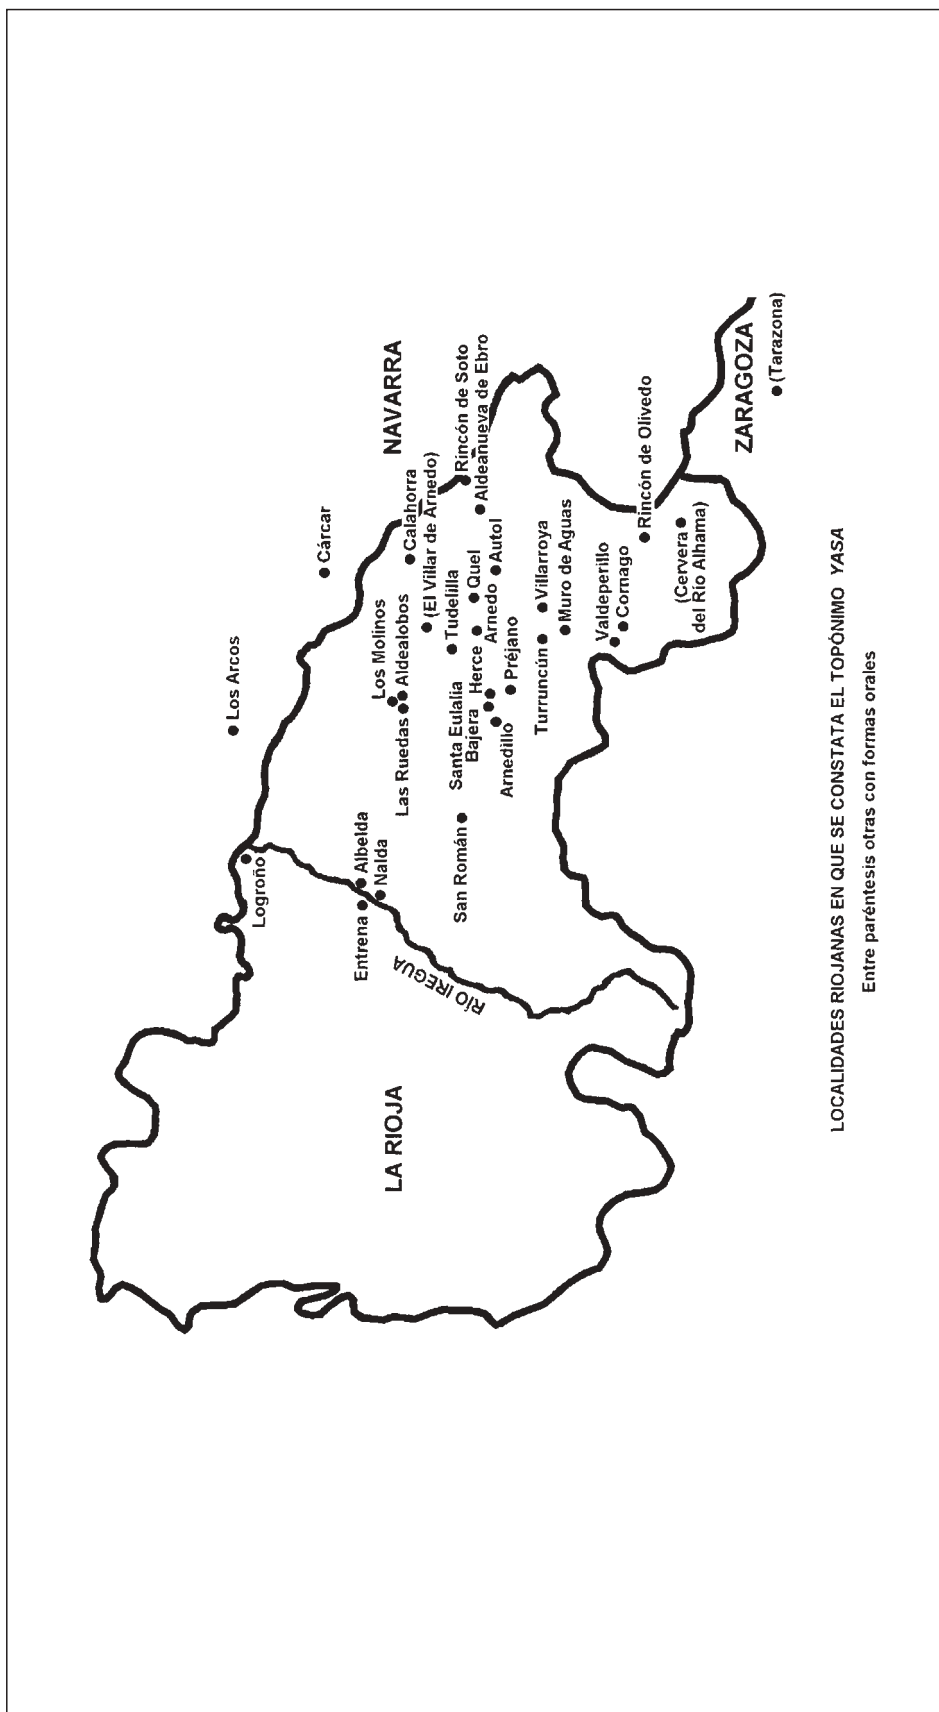 Los Arcos
Cárcar
NAVARRA
Logroño
Entrena
Albelda
Nalda
Los Molinos
Las Ruedas
Aldealobos
Calahorra
(El Villar de Arnedo)
Tudelilla
Rincón de Soto
Aldeanueva de Ebro
San Román
Santa Eulalia
Bajera
Herce
Quel
Arnedo
Autol
Arnedillo
Préjano
RÍO IREGUA
LA RIOJA
Turruncún
Villarroya
Muro de Aguas
Valdeperillo
Cornago
Rincón de Olivedo
(Cervera
del Río Alhama)
ZARAGOZA
(Tarazona)
LOCALIDADES RIOJANAS EN QUE SE CONSTATA EL TOPÓNIMO YASA
Entre paréntesis otras con formas orales